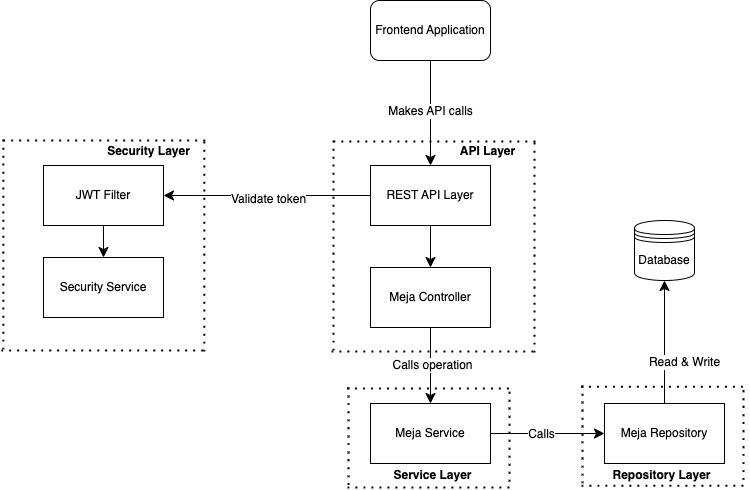 Frontend Application
Makes API calls
Security Layer
API Layer
JWT Filter
Validate token
REST API Layer
Database
Security Service
Meja Controller
Calls operation
Read & Write
Meja Service
Calls
Meja Repository
Service Layer
Repository Layer